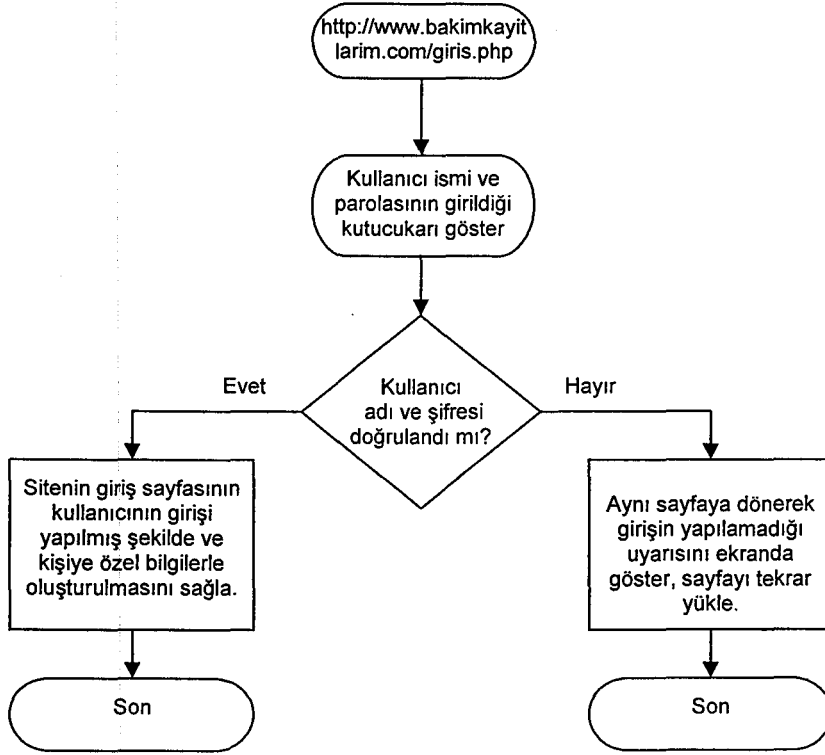 http://www.bakimkayit
larim.com/giris.php
Kullanıcı ismi ve
parolasının girildiği
kutucukarı göster
Evet
Kullanıcı
adı ve şifresi
doğrulandı mı?
Hayır
Sitenin giriş sayfasının
kullanıcının girişi
yapılmış şekilde ve
kişiye özel bilgilerle
oluşturulmasını sağla.
Aynı sayfaya dönerek
girişin yapılamadığı
uyarısını ekranda
göster, sayfayı tekrar
yükle.
Son
Son